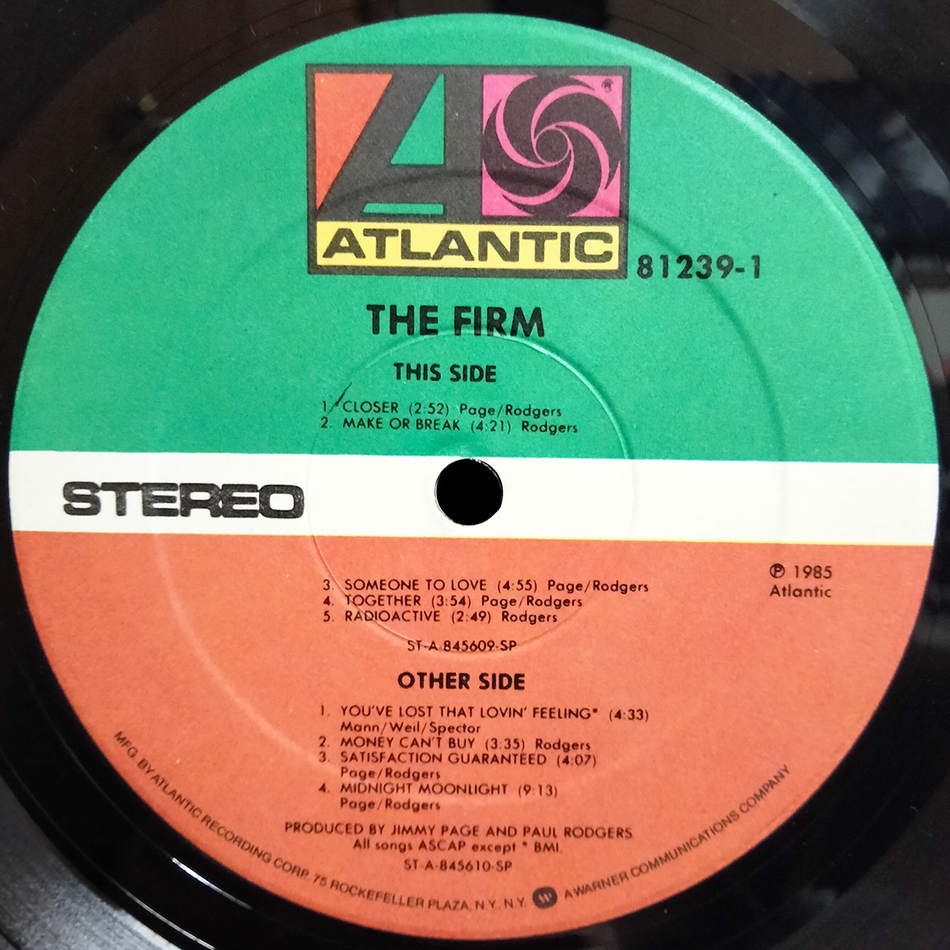 ATLANTIC
®
81239-1
THE FIRM
THIS SIDE
1. CLOSER (2:52) Page/Rodgers
2. MAKE OR BREAK (4:21) Rodgers
STEREO
3. SOMEONE TO LOVE (4:55) Page/Rodgers
4. TOGETHER (3:54) Page/Rodgers
5. RADIOACTIVE (2:49) Rodgers
℗ 1985
Atlantic
ST-A-845609-SP
OTHER SIDE
1. YOU'VE LOST THAT LOVIN' FEELING* (4:33)
Mann/Weil/Spector
2. MONEY CAN'T BUY (3:35) Rodgers
3. SATISFACTION GUARANTEED (4:07)
Page/Rodgers
4. MIDNIGHT MOONLIGHT (9:13)
Page/Rodgers
PRODUCED BY JIMMY PAGE AND PAUL RODGERS
All songs ASCAP except * BMI.
ST-A-845610-SP
MFG. BY ATLANTIC RECORDING CORP. 75 ROCKEFELLER PLAZA, N.Y., N.Y. A WARNER COMMUNICATIONS COMPANY